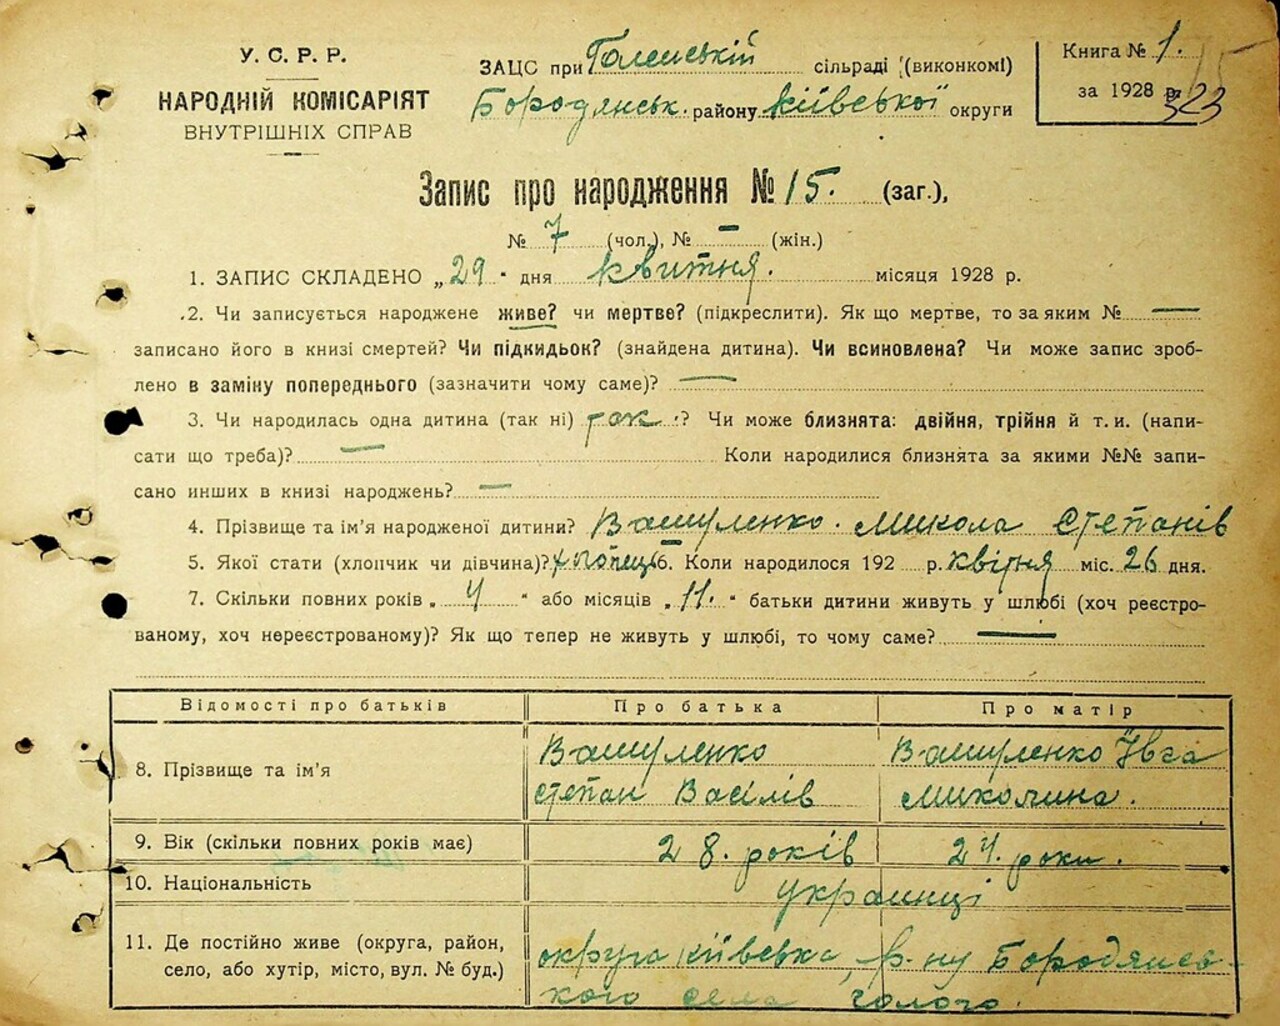 У. С. Р. Р.
НАРОДНІЙ КОМІСАРІЯТ
ВНУТРІШНІХ СПРАВ
ЗАЦС при сільраді (виконкомі)
Бородянськ. району Київської округи
Книга № 1.
за 1928 р. 323
Запис про народження № 15. (заг.),
№ 7 (чол.), № – (жін.)
1. ЗАПИС СКЛАДЕНО „29“ дня квитня. місяця 1928 р.
2. Чи записується народжене живе? чи мертве? (підкреслити). Як що мертве, то за яким № —
записано його в книзі смертей? Чи підкидьок? (знайдена дитина). Чи всиновлена? Чи може запис зроб-
лено в заміну попереднього (зазначити чому саме)? —
3. Чи народилась одна дитина (так ні) так ? Чи може близнята: двійня, трійня й т. и. (напи-
сати що треба)? — Коли народилися близнята за якими №№ запи-
сано инших в книзі народжень? —
4. Прізвище та ім'я народженої дитини? Вашуленко. Микола Степанів
5. Якої стати (хлопчик чи дівчина)? хлопець 6. Коли народилося 192 р. квітня міс. 26 дня.
7. Скільки повних років „ 4 “ або місяців „ 11. “ батьки дитини живуть у шлюбі (хоч реєстро-
ваному, хоч нереєстрованому)? Як що тепер не живуть у шлюбі, то чому саме? —
Відомості про батьків Про батька Про матір
8. Прізвище та ім'я
Вашуленко
Степан Василів
Вашуленко Ївга
Миколина.
9. Вік (скільки повних років має) 28. років 24. роки.
10. Національність украинці
11. Де постійно живе (округа, район,
село, або хутір, місто, вул. № буд.)
округа Київська, р-ну Бородянсь-
кого села